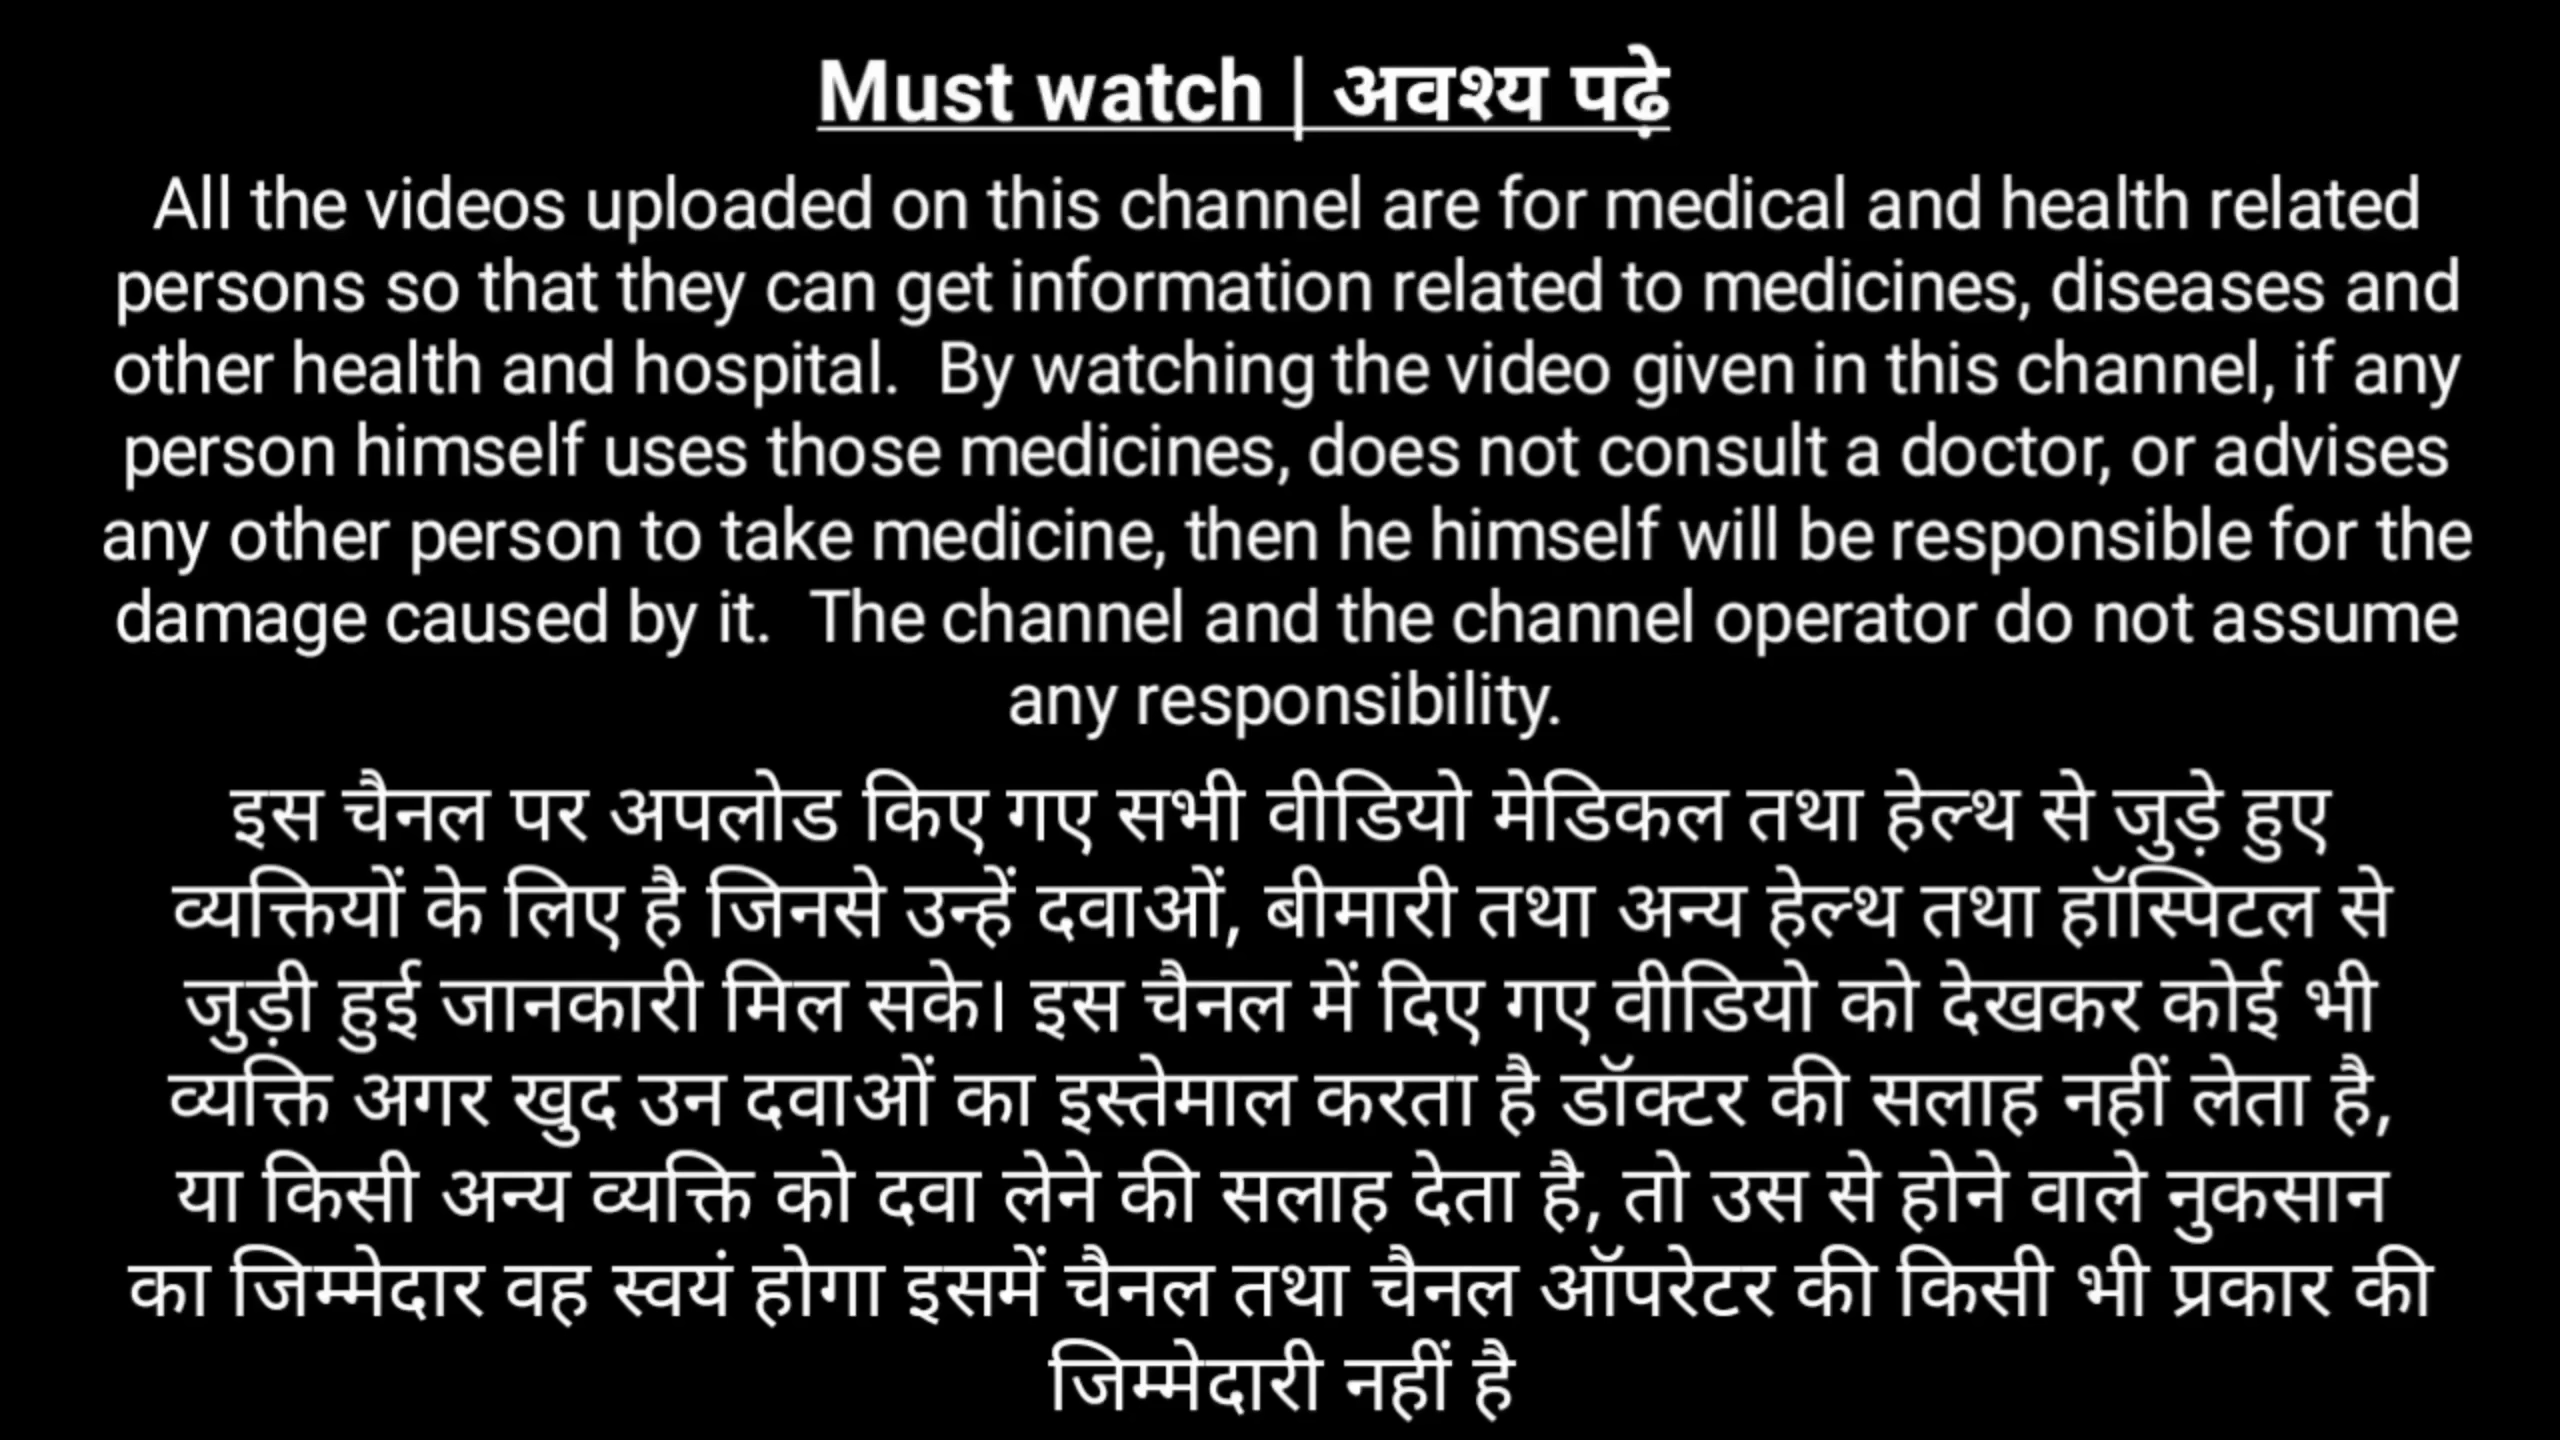 Must watch | अवश्य पढ़े
All the videos uploaded on this channel are for medical and health related
persons so that they can get information related to medicines, diseases and
other health and hospital.  By watching the video given in this channel, if any
person himself uses those medicines, does not consult a doctor, or advises
any other person to take medicine, then he himself will be responsible for the
damage caused by it.  The channel and the channel operator do not assume
any responsibility.
इस चैनल पर अपलोड किए गए सभी वीडियो मेडिकल तथा हेल्थ से जुड़े हुए
व्यक्तियों के लिए है जिनसे उन्हें दवाओं, बीमारी तथा अन्य हेल्थ तथा हॉस्पिटल से
जुड़ी हुई जानकारी मिल सके। इस चैनल में दिए गए वीडियो को देखकर कोई भी
व्यक्ति अगर खुद उन दवाओं का इस्तेमाल करता है डॉक्टर की सलाह नहीं लेता है,
या किसी अन्य व्यक्ति को दवा लेने की सलाह देता है, तो उस से होने वाले नुकसान
का जिम्मेदार वह स्वयं होगा इसमें चैनल तथा चैनल ऑपरेटर की किसी भी प्रकार की
जिम्मेदारी नहीं है